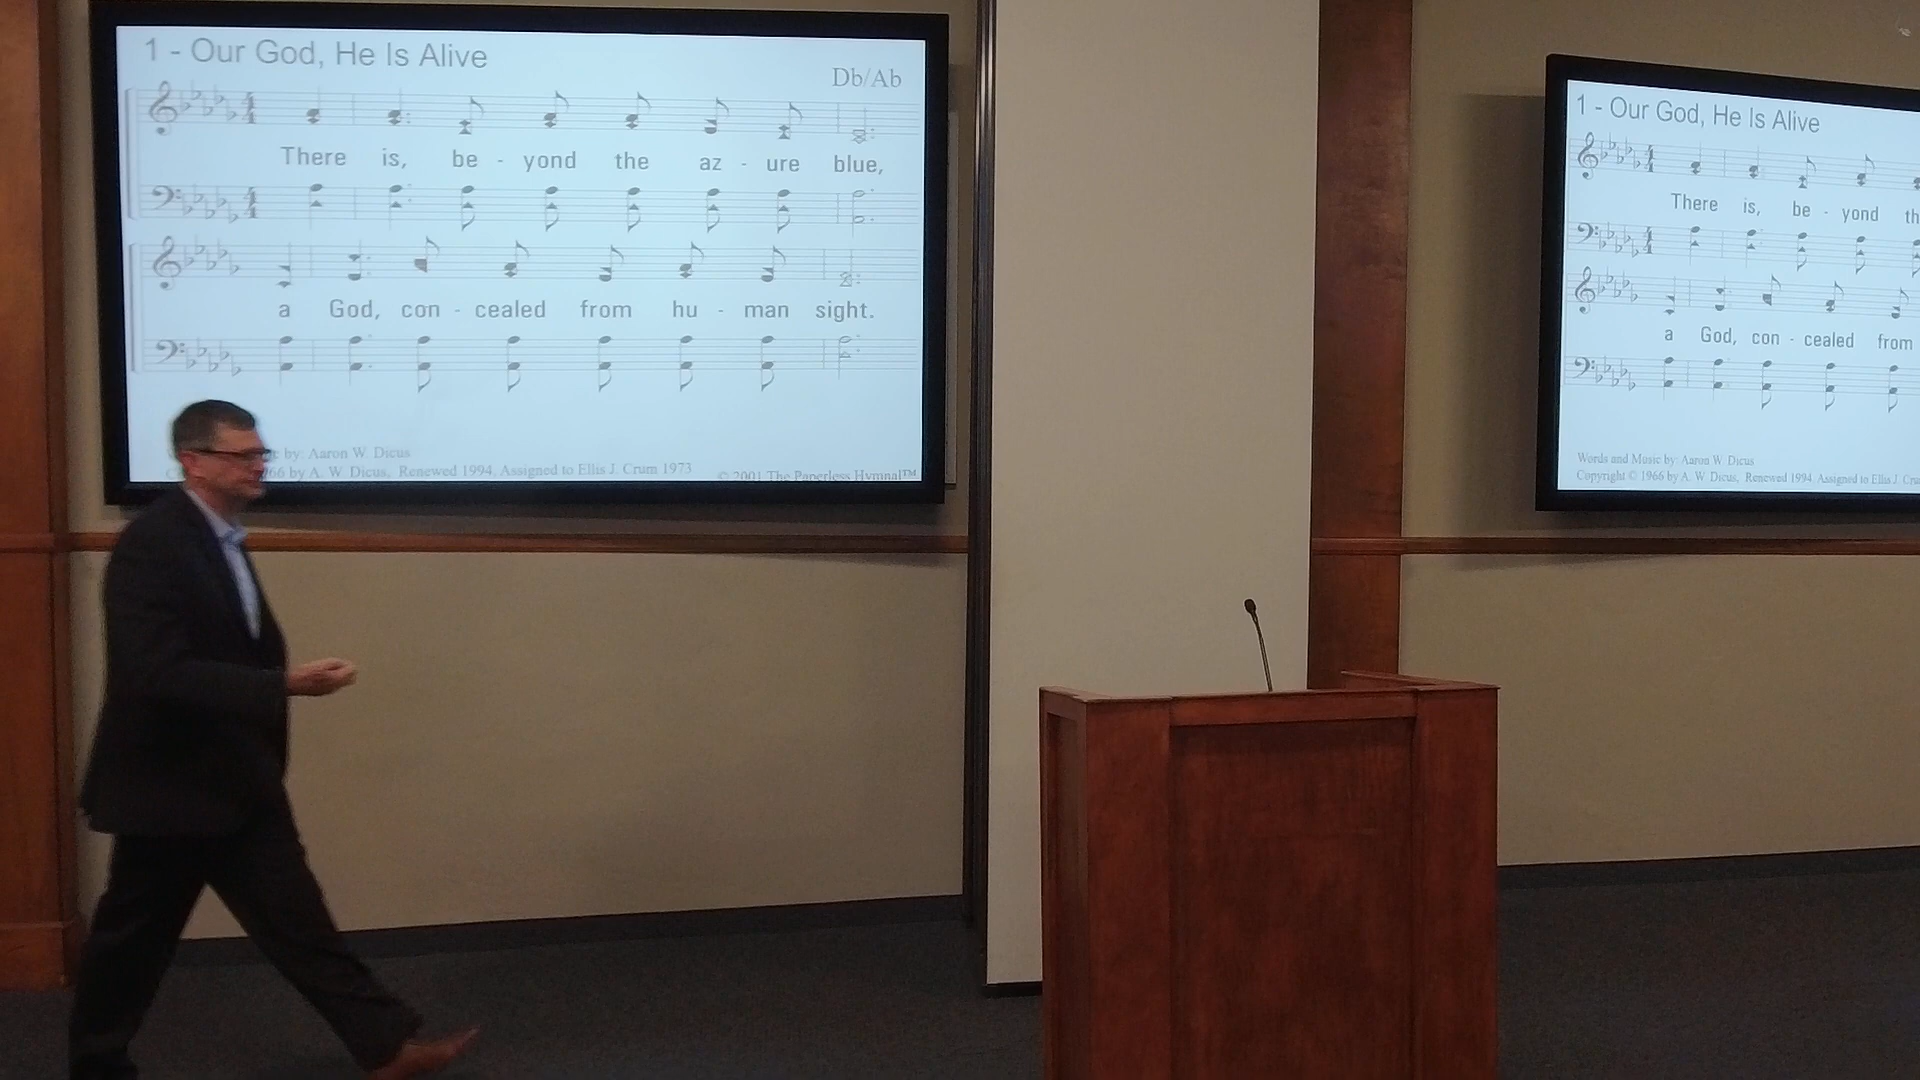 1 - Our God, He Is Alive
Db/Ab
There is, be - yond the az - ure blue,
a God, con - cealed from hu - man sight.
by: Aaron W. Dicus
66 by A. W. Dicus, Renewed 1994, Assigned to Ellis J. Crum 1973
© 2001 The Paperless Hymnal™
1 - Our God, He Is Alive
There is, be - yond th
a God, con - cealed from
Words and Music by: Aaron W. Dicus
Copyright © 1966 by A. W. Dicus, Renewed 1994, Assigned to Ellis J. Cru